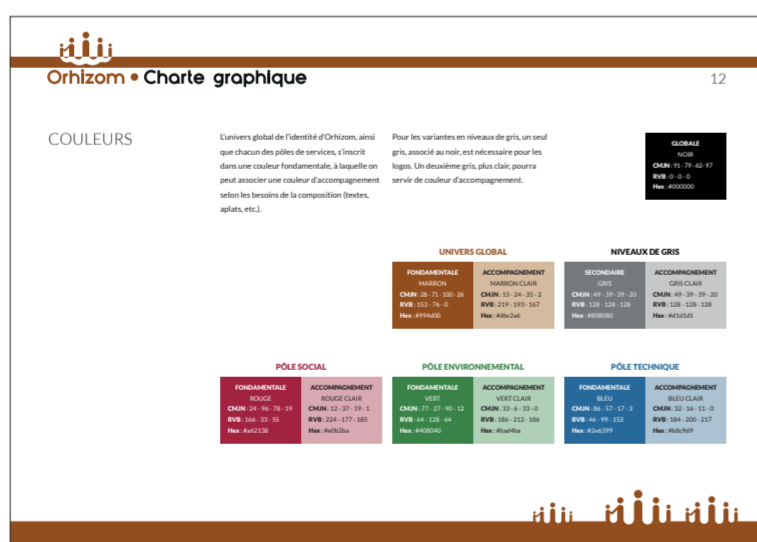 Orhizom • Charte graphique
12
COULEURS
L'univers global de l'identité d'Orhizom, ainsi
que chacun des pôles de services, s'inscrit
dans une couleur fondamentale, à laquelle on
peut associer une couleur d'accompagnement
selon les besoins de la composition (textes,
aplats, etc.).
Pour les variantes en niveaux de gris, un seul
gris, associé au noir, est nécessaire pour les
logos. Un deuxième gris, plus clair, pourra
servir de couleur d'accompagnement.
GLOBALE
NOIR
CMJN : 91 - 79 - 62 - 97
RVB : 0 - 0 - 0
Hex : #000000
UNIVERS GLOBAL
FONDAMENTALE
MARRON
CMJN : 28 - 71 - 100 - 26
RVB : 153 - 76 - 0
Hex : #994d00
ACCOMPAGNEMENT
MARRON CLAIR
CMJN : 15 - 24 - 35 - 2
RVB : 219 - 193 - 167
Hex :
NIVEAUX DE GRIS
SECONDAIRE
GRIS
CMJN : 49 - 39 - 39 - 20
RVB : 128 - 128 - 128
Hex : #808080
ACCOMPAGNEMENT
GRIS CLAIR
CMJN : 49 - 39 - 39 - 20
RVB : 128 - 128 - 128
Hex : #d1d1d1
PÔLE SOCIAL
FONDAMENTALE
ROUGE
CMJN : 24 - 96 - 78 - 19
RVB : 166 - 33 - 55
Hex : #a62138
ACCOMPAGNEMENT
ROUGE CLAIR
CMJN : 12 - 37 - 19 - 1
RVB : 224 - 177 - 185
Hex : #e0b2ba
PÔLE ENVIRONNEMENTAL
FONDAMENTALE
VERT
CMJN : 77 - 27 - 90 - 12
RVB : 64 - 128 - 64
Hex : #408040
ACCOMPAGNEMENT
VERT CLAIR
CMJN : 33 - 6 - 33 - 0
RVB : 186 - 212 - 186
Hex : #bad4ba
PÔLE TECHNIQUE
FONDAMENTALE
BLEU
CMJN : 86 - 57 - 17 - 3
RVB : 46 - 99 - 153
Hex : #2e6399
ACCOMPAGNEMENT
BLEU CLAIR
CMJN : 32 - 16 - 11 - 0
RVB : 184 - 200 - 217
Hex : #b8c9d9